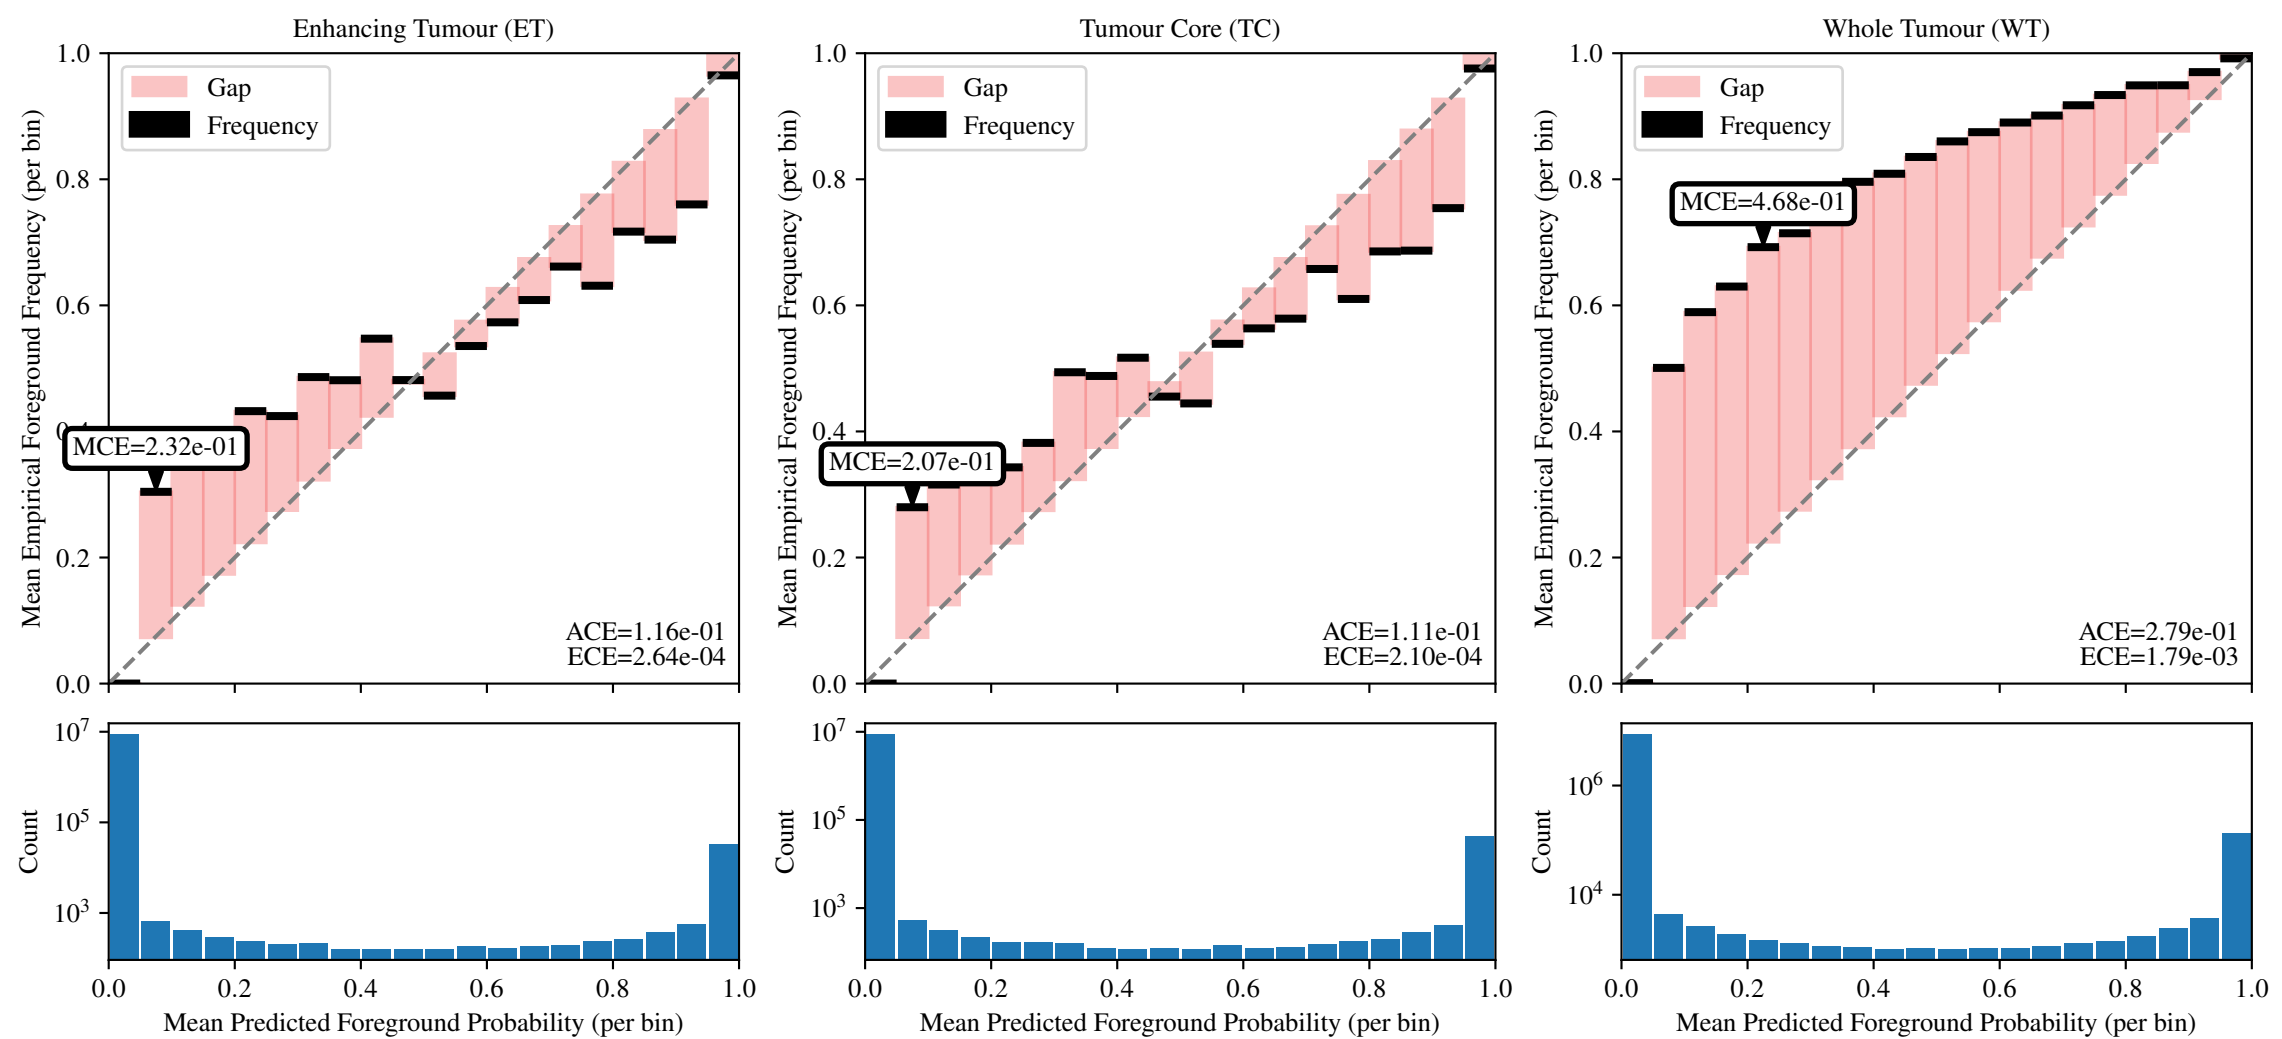 Enhancing Tumour (ET)
Mean Empirical Foreground Frequency (per bin)
1.0
0.8
0.6
0.4
0.2
0.0
Gap
Frequency
MCE=2.32e-01
ACE=1.16e-01
ECE=2.64e-04
Count
10^7
10^5
10^3
0.0 0.2 0.4 0.6 0.8 1.0
Mean Predicted Foreground Probability (per bin)
Tumour Core (TC)
Mean Empirical Foreground Frequency (per bin)
1.0
0.8
0.6
0.4
0.2
0.0
Gap
Frequency
MCE=2.07e-01
ACE=1.11e-01
ECE=2.10e-04
Count
10^7
10^5
10^3
0.0 0.2 0.4 0.6 0.8 1.0
Mean Predicted Foreground Probability (per bin)
Whole Tumour (WT)
Mean Empirical Foreground Frequency (per bin)
1.0
0.8
0.6
0.4
0.2
0.0
Gap
Frequency
MCE=4.68e-01
ACE=2.79e-01
ECE=1.79e-03
Count
10^6
10^4
0.0 0.2 0.4 0.6 0.8 1.0
Mean Predicted Foreground Probability (per bin)